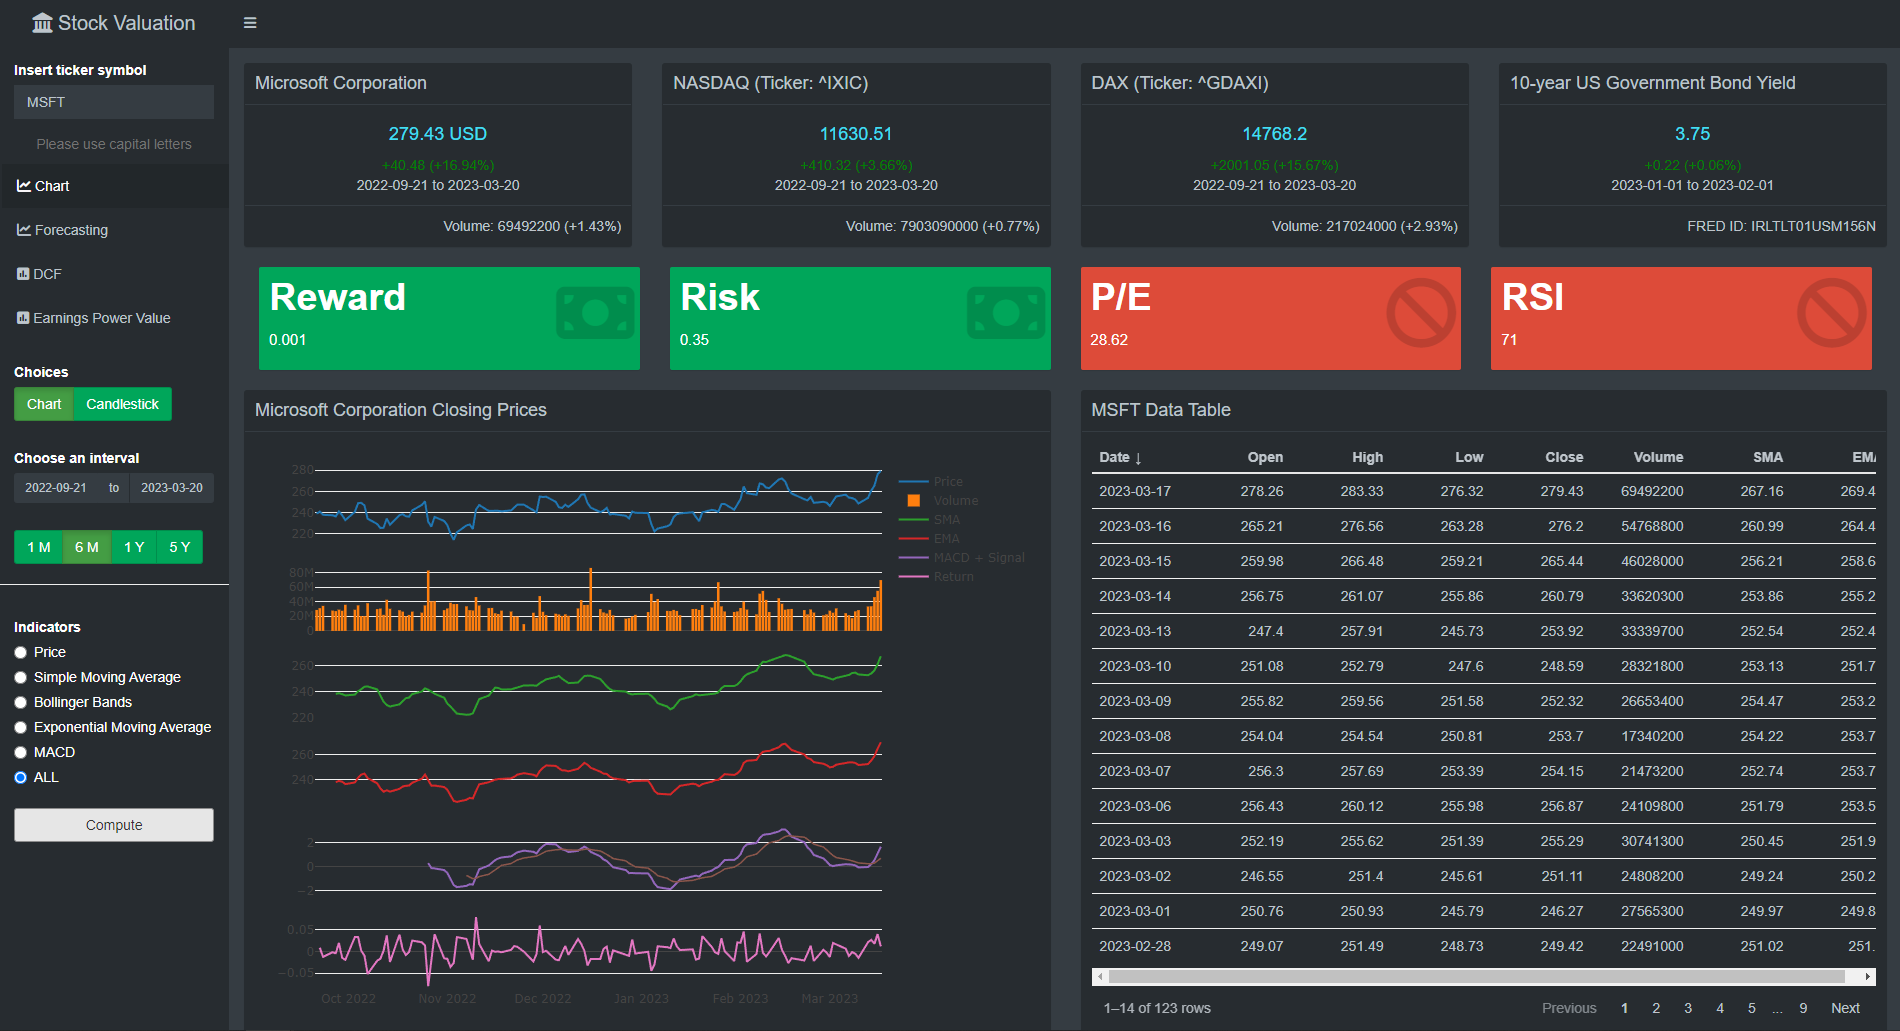 Stock Valuation
Insert ticker symbol
MSFT
Please use capital letters
Chart
Forecasting
DCF
Earnings Power Value
Choices
Chart Candlestick
Choose an interval
2022-09-21 to 2023-03-20
1 M 6 M 1 Y 5 Y
Indicators
Price
Simple Moving Average
Bollinger Bands
Exponential Moving Average
MACD
ALL
Compute
Microsoft Corporation
279.43 USD
+40.48 (+16.94%)
2022-09-21 to 2023-03-20
Volume: 69492200 (+1.43%)
NASDAQ (Ticker: ^IXIC)
11630.51
+410.32 (+3.66%)
2022-09-21 to 2023-03-20
Volume: 7903090000 (+0.77%)
DAX (Ticker: ^GDAXI)
14768.2
+2001.05 (+15.67%)
2022-09-21 to 2023-03-20
Volume: 217024000 (+2.93%)
10-year US Government Bond Yield
3.75
+0.22 (+0.06%)
2023-01-01 to 2023-02-01
FRED ID: IRLTLT01USM156N
Reward
0.001
Risk
0.35
P/E
28.62
RSI
71
Microsoft Corporation Closing Prices
280
260
240
220
80M
60M
40M
20M
0
260
240
220
260
240
2
0
−2
0.05
0
−0.05
Oct 2022 Nov 2022 Dec 2022 Jan 2023 Feb 2023 Mar 2023
Price
Volume
SMA
EMA
MACD + Signal
Return
MSFT Data Table
Date ↓ Open High Low Close Volume SMA EM
2023-03-17 278.26 283.33 276.32 279.43 69492200 267.16 269.4
2023-03-16 265.21 276.56 263.28 276.2 54768800 260.99 264.4
2023-03-15 259.98 266.48 259.21 265.44 46028000 256.21 258.6
2023-03-14 256.75 261.07 255.86 260.79 33620300 253.86 255.2
2023-03-13 247.4 257.91 245.73 253.92 33339700 252.54 252.4
2023-03-10 251.08 252.79 247.6 248.59 28321800 253.13 251.7
2023-03-09 255.82 259.56 251.58 252.32 26653400 254.47 253.2
2023-03-08 254.04 254.54 250.81 253.7 17340200 254.22 253.7
2023-03-07 256.3 257.69 253.39 254.15 21473200 252.74 253.7
2023-03-06 256.43 260.12 255.98 256.87 24109800 251.79 253.5
2023-03-03 252.19 255.62 251.39 255.29 30741300 250.45 251.9
2023-03-02 246.55 251.4 245.61 251.11 24808200 249.24 250.2
2023-03-01 250.76 250.93 245.79 246.27 27565300 249.97 249.8
2023-02-28 249.07 251.49 248.73 249.42 22491000 251.02 251.
1–14 of 123 rows
Previous 1 2 3 4 5 ... 9 Next